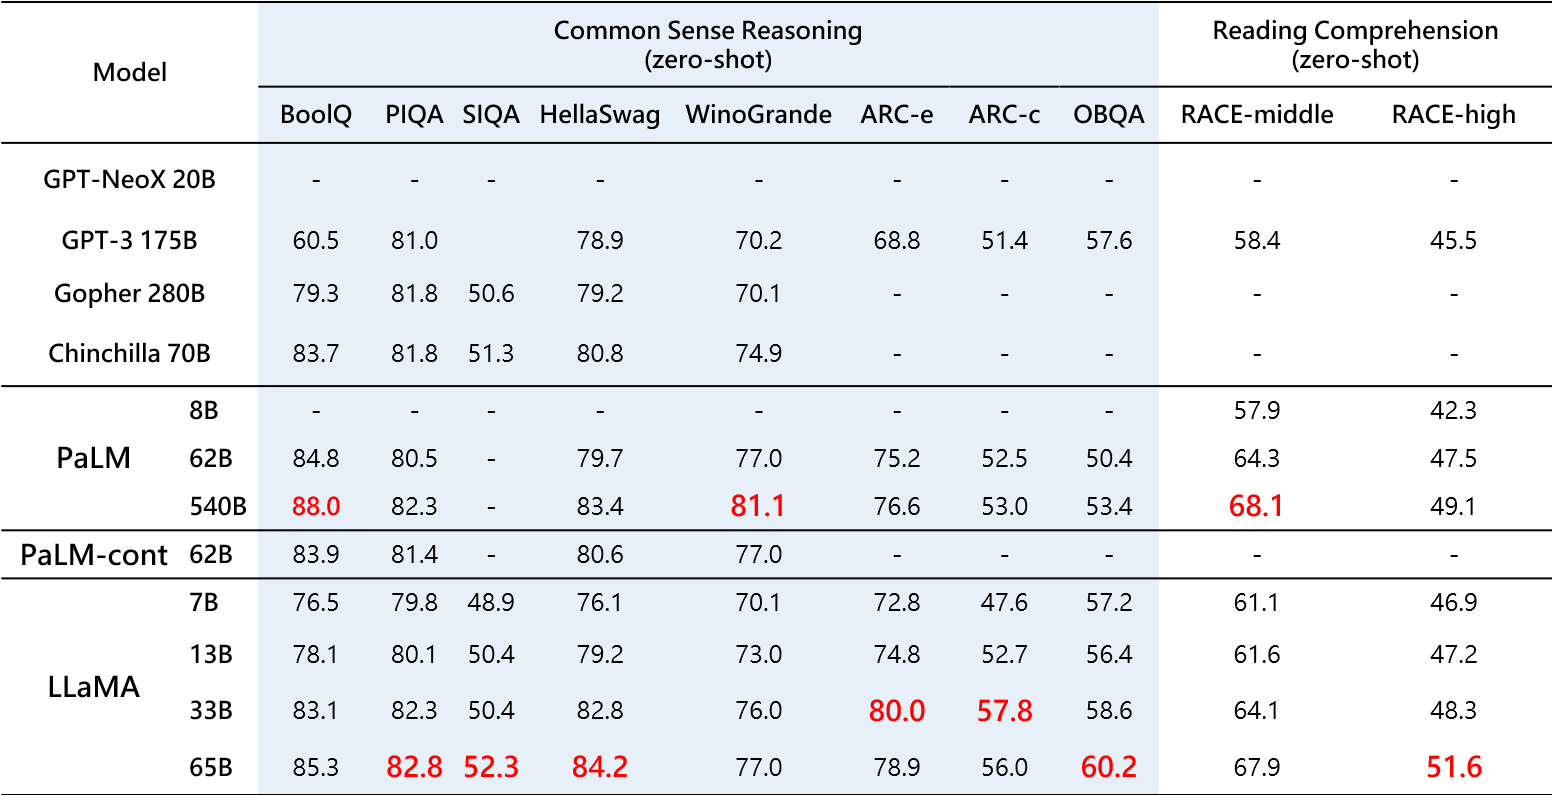 Model Common Sense Reasoning Reading Comprehension
(zero-shot) (zero-shot)
BoolQ PIQA SIQA HellaSwag WinoGrande ARC-e ARC-c OBQA RACE-middle RACE-high
GPT-NeoX 20B - - - - - - - - - -
GPT-3 175B 60.5 81.0 78.9 70.2 68.8 51.4 57.6 58.4 45.5
Gopher 280B 79.3 81.8 50.6 79.2 70.1 - - - - -
Chinchilla 70B 83.7 81.8 51.3 80.8 74.9 - - - - -
PaLM 8B - - - - - - - - 57.9 42.3
62B 84.8 80.5 - 79.7 77.0 75.2 52.5 50.4 64.3 47.5
540B 88.0 82.3 - 83.4 81.1 76.6 53.0 53.4 68.1 49.1
PaLM-cont 62B 83.9 81.4 - 80.6 77.0 - - - - -
LLaMA 7B 76.5 79.8 48.9 76.1 70.1 72.8 47.6 57.2 61.1 46.9
13B 78.1 80.1 50.4 79.2 73.0 74.8 52.7 56.4 61.6 47.2
33B 83.1 82.3 50.4 82.8 76.0 80.0 57.8 58.6 64.1 48.3
65B 85.3 82.8 52.3 84.2 77.0 78.9 56.0 60.2 67.9 51.6